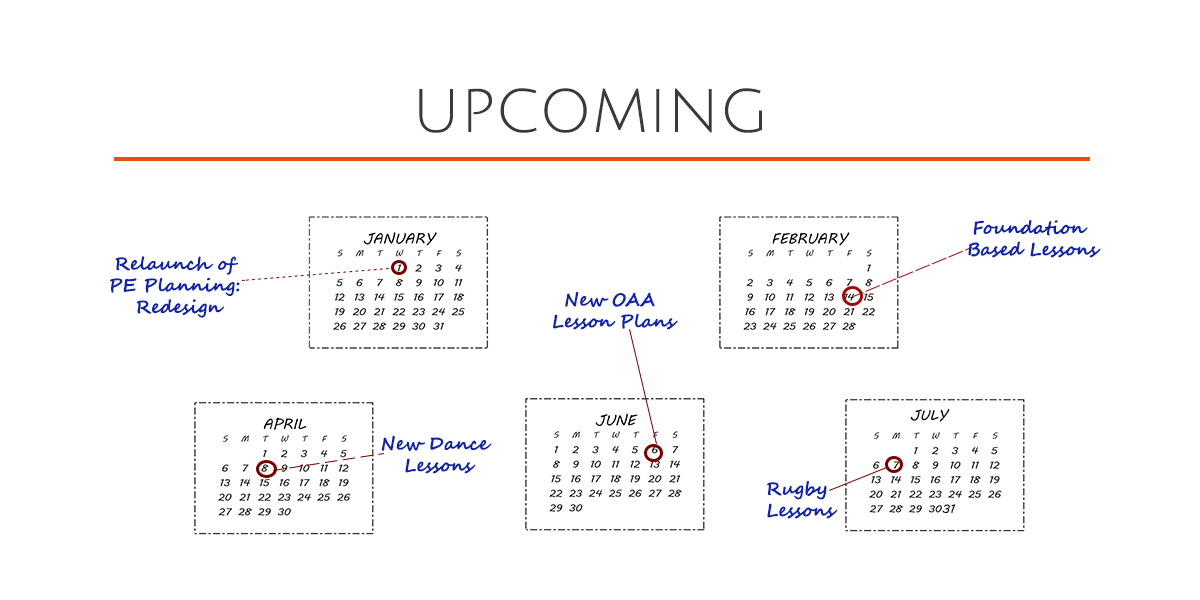 UPCOMING
JANUARY
S M T W T F S
1 2 3 4
5 6 7 8 9 10 11
12 13 14 15 16 17 18
19 20 21 22 23 24 25
26 27 28 29 30 31
Relaunch of
PE Planning:
Redesign
FEBRUARY
S M T W T F S
1
2 3 4 5 6 7 8
9 10 11 12 13 14 15
16 17 18 19 20 21 22
23 24 25 26 27 28
Foundation
Based Lessons
New OAA
Lesson Plans
APRIL
S M T W T F S
1 2 3 4 5
6 7 8 9 10 11 12
13 14 15 16 17 18 19
20 21 22 23 24 25 26
27 28 29 30
New Dance
Lessons
JUNE
S M T W T F S
1 2 3 4 5 6 7
8 9 10 11 12 13 14
15 16 17 18 19 20 21
22 23 24 25 26 27 28
29 30
JULY
S M T W T F S
1 2 3 4 5
6 7 8 9 10 11 12
13 14 15 16 17 18 19
20 21 22 23 24 25 26
27 28 29 30 31
Rugby
Lessons